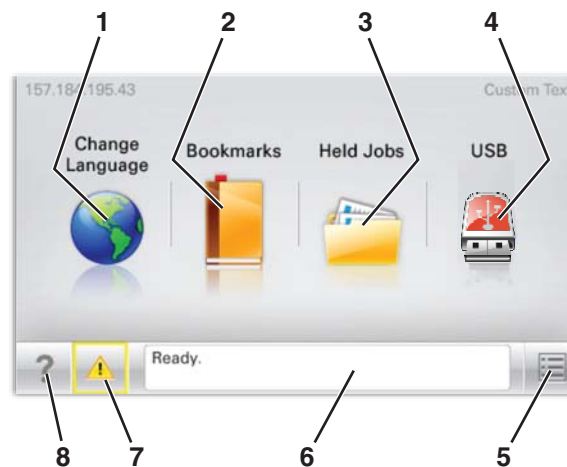 1 2 3 4
157.184.195.43 Custom Tex
Change Language Bookmarks Held Jobs USB
? Ready.
8 7 6 5